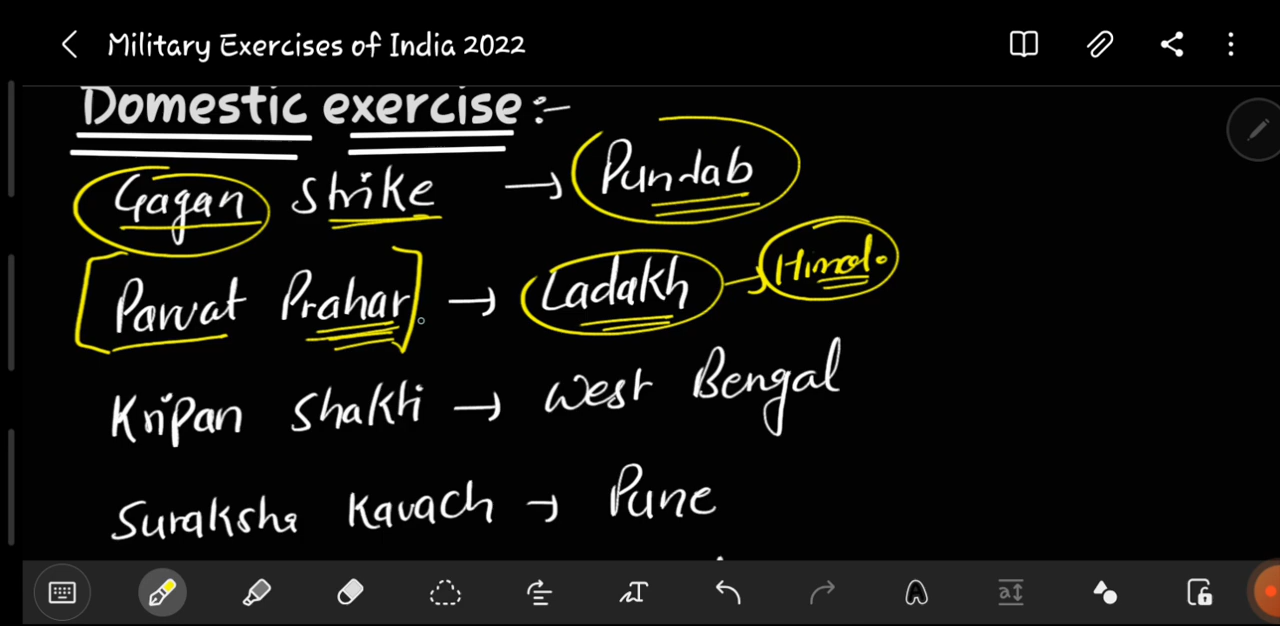 Military Exercises of India 2022
Domestic exercise :-
Gagan Strike → Punjab
Parvat Prahar → Ladakh → Himal.
Kripan Shakti → West Bengal
Suraksha Kavach → Pune